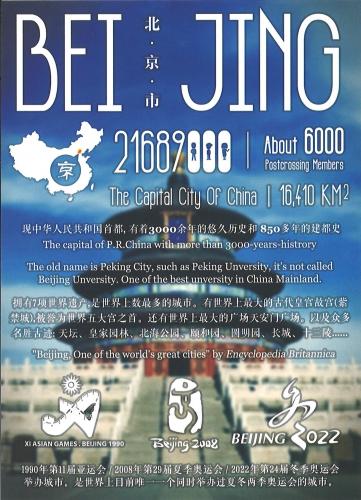 BEI 北·京·市 JING
21689000 | About 6000
Postcrossing Members
京
The Capital City Of China | 16,410 KM²
现中华人民共和国首都, 有着3000余年的悠久历史和 850多年的建都史
The capital of P.R.China with more than 3000-years-histrory
The old name is Peking City, such as Peking Unversity, it's not called
Beijing Unversity. One of the best unversity in China Mainland.
拥有7项世界遗产,是世界上数最多的城市。有世界上最大的古代皇宫故宫(紫
禁城),被誉为世界五大宫之首。还有世界上最大的广场天安门广场。以及众多
名胜古迹: 天坛、皇家园林、北海公园、颐和园、圆明园、长城、十三陵......
"Beijing, One of the world's great cities" by Encyclopedia Britannica
XI ASIAN GAMES . BEIJING 1990
Beijing 2008
BEIJING 2022
1990年第11届亚运会 / 2008年第29届夏季奥运会 / 2022年第24届冬季奥运会
举办城市。是世界上目前唯一一个同时举办过夏冬两季奥运会的城市。